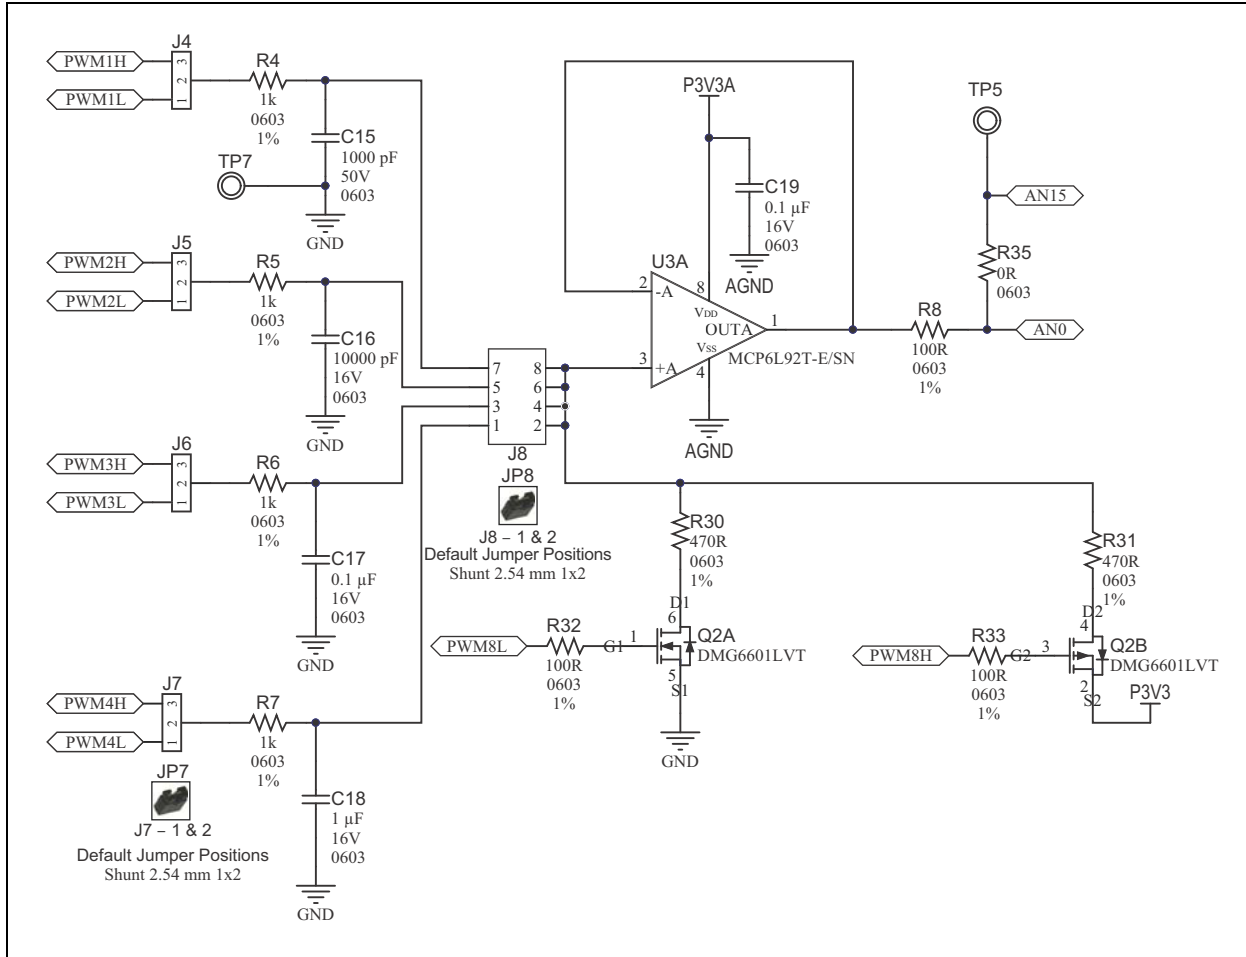 J4
PWM1H
3
2
PWM1L
1
R4
1k
0603
1%
C15
1000 pF
50V
0603
TP7
GND
J5
PWM2H
3
2
PWM2L
1
R5
1k
0603
1%
C16
10000 pF
16V
0603
GND
J6
PWM3H
3
2
PWM3L
1
R6
1k
0603
1%
C17
0.1 µF
16V
0603
GND
J7
PWM4H
3
2
PWM4L
1
R7
1k
0603
1%
JP7
J7 – 1 & 2
Default Jumper Positions
Shunt 2.54 mm 1x2
C18
1 µF
16V
0603
GND
7 8
5 6
3 4
1 2
J8
JP8
J8 – 1 & 2
Default Jumper Positions
Shunt 2.54 mm 1x2
P3V3A
C19
0.1 µF
16V
0603
AGND
U3A
2
-A
8
VDD
OUTA
1
VSS
MCP6L92T-E/SN
3
+A
4
AGND
TP5
AN15
R35
0R
0603
R8
100R
0603
1%
AN0
R30
470R
0603
1%
D1
6
PWM8L
R32
100R
0603
1%
G1
1
Q2A
DMG6601LVT
5
S1
GND
R31
470R
0603
1%
D2
4
PWM8H
R33
100R
0603
1%
G2
3
Q2B
DMG6601LVT
2
S2
P3V3